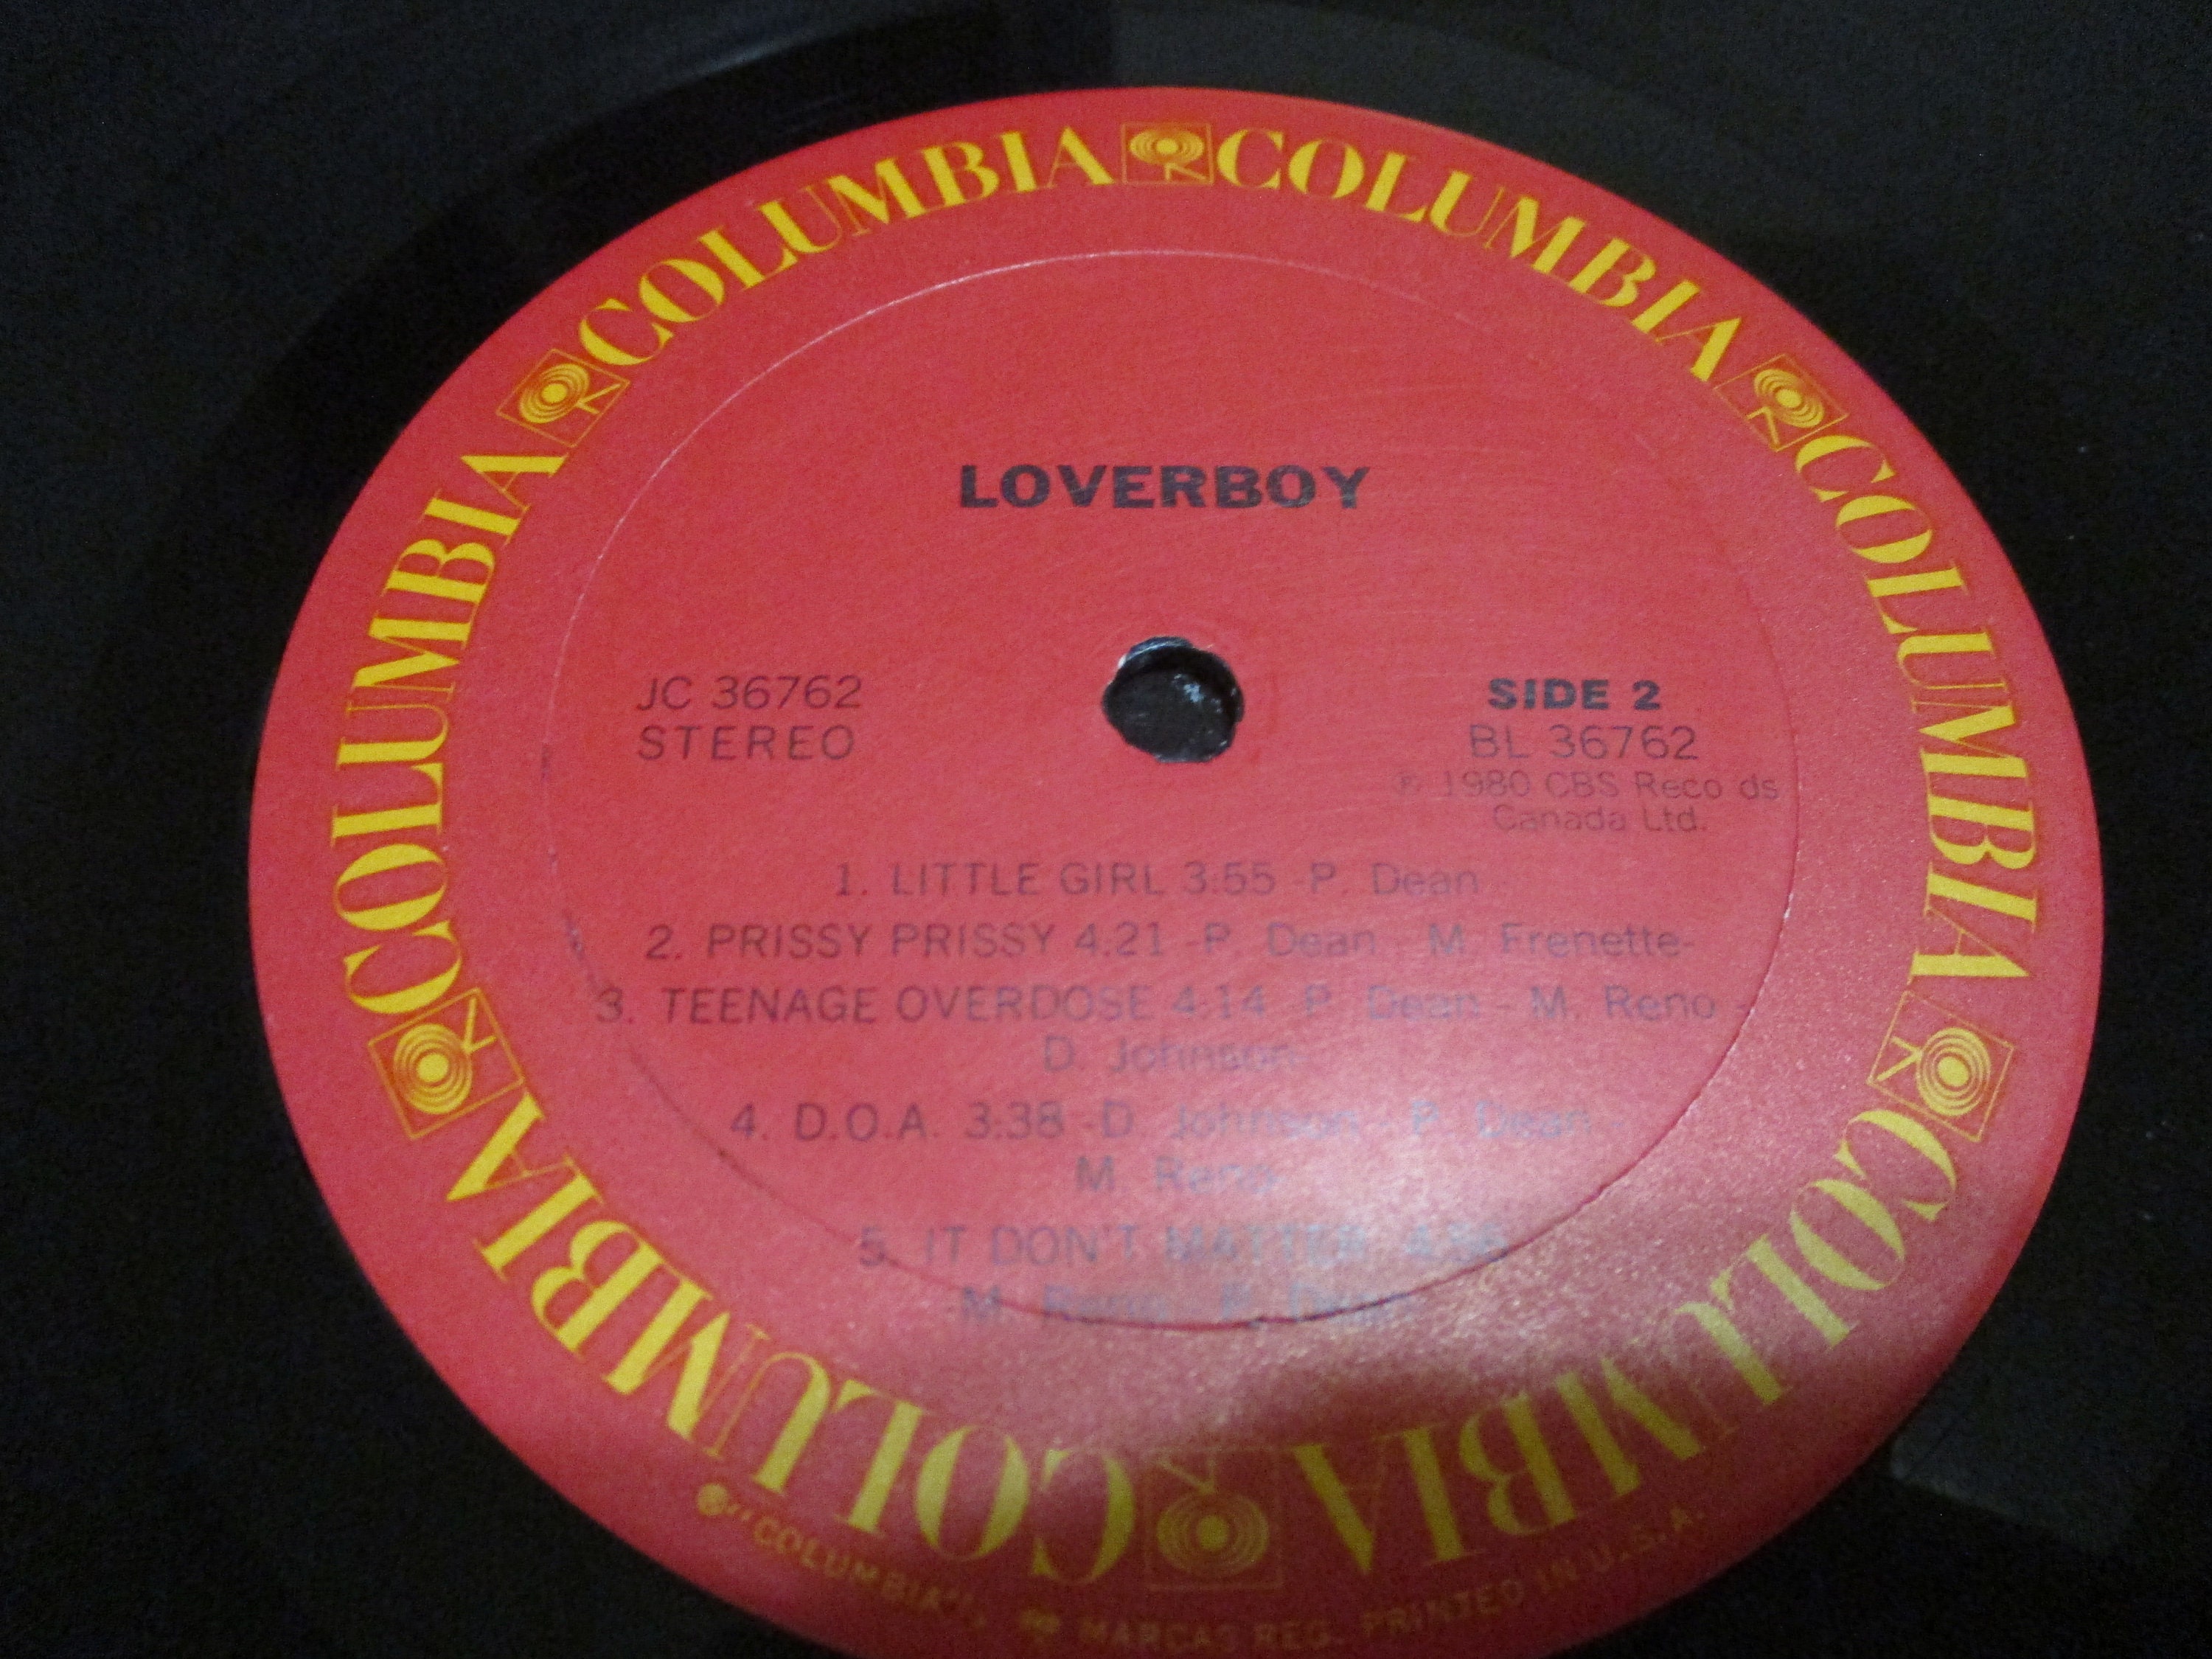 COLUMBIA COLUMBIA COLUMBIA COLUMBIA COLUMBIA COLUMBIA
LOVERBOY
JC 36762
STEREO
SIDE 2
BL 36762
℗ 1980 CBS Reco ds
Canada Ltd.
1. LITTLE GIRL 3:55 -P. Dean -
2. PRISSY PRISSY 4:21 -P. Dean - M. Frenette-
3. TEENAGE OVERDOSE 4:14 -P. Dean - M. Reno -
D. Johnson-
4. D.O.A. 3:38 -D. Johnson - P. Dean -
M. Reno-
5. IT DON'T MATTER
M. Reno - P. Dean-
"COLUMBIA", MARCAS REG. PRINTED IN U.S.A.